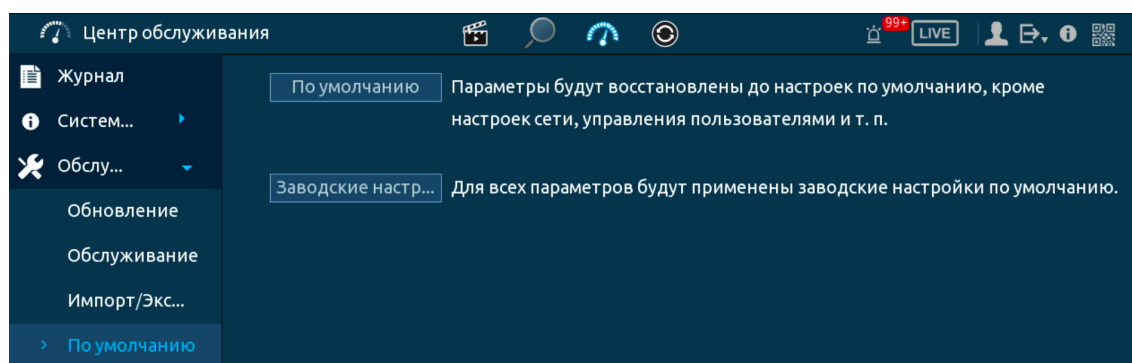 Центр обслуживания
99+
LIVE
Журнал
Систем...
Обслу...
Обновление
Обслуживание
Импорт/Экс...
По умолчанию
По умолчанию
Параметры будут восстановлены до настроек по умолчанию, кроме
настроек сети, управления пользователями и т. п.
Заводские настр...
Для всех параметров будут применены заводские настройки по умолчанию.